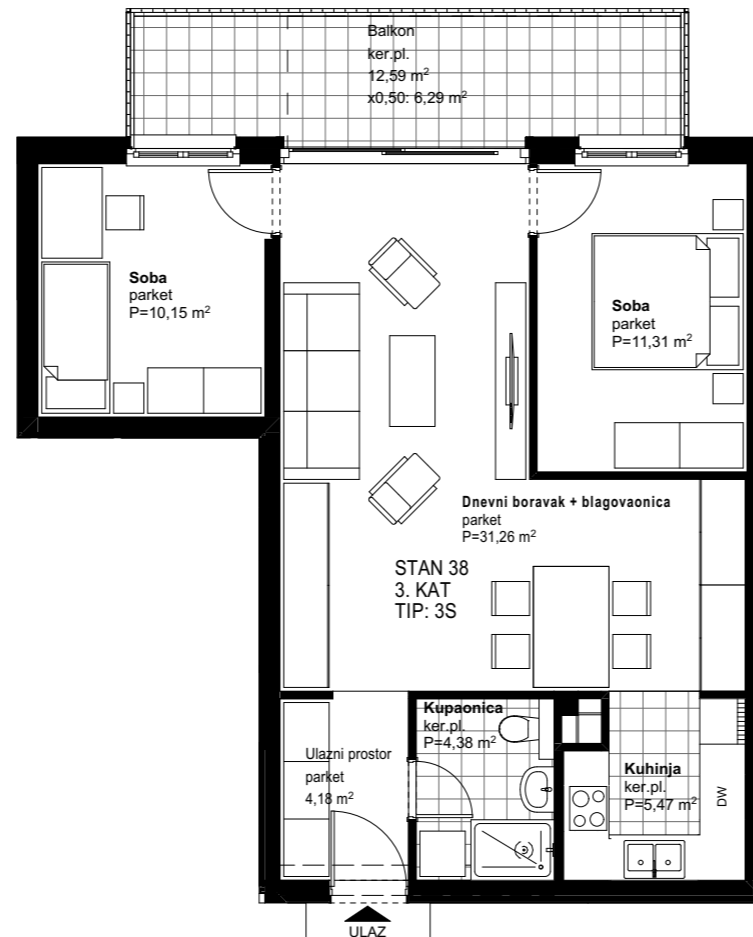 Balkon
ker.pl.
12,59 m²
x0,50: 6,29 m²
Soba
parket
P=10,15 m²
Soba
parket
P=11,31 m²
Dnevni boravak + blagovaonica
parket
P=31,26 m²
STAN 38
3. KAT
TIP: 3S
Ulazni prostor
parket
4,18 m²
Kupaonica
ker.pl.
P=4,38 m²
Kuhinja
ker.pl.
P=5,47 m²
DW
ULAZ